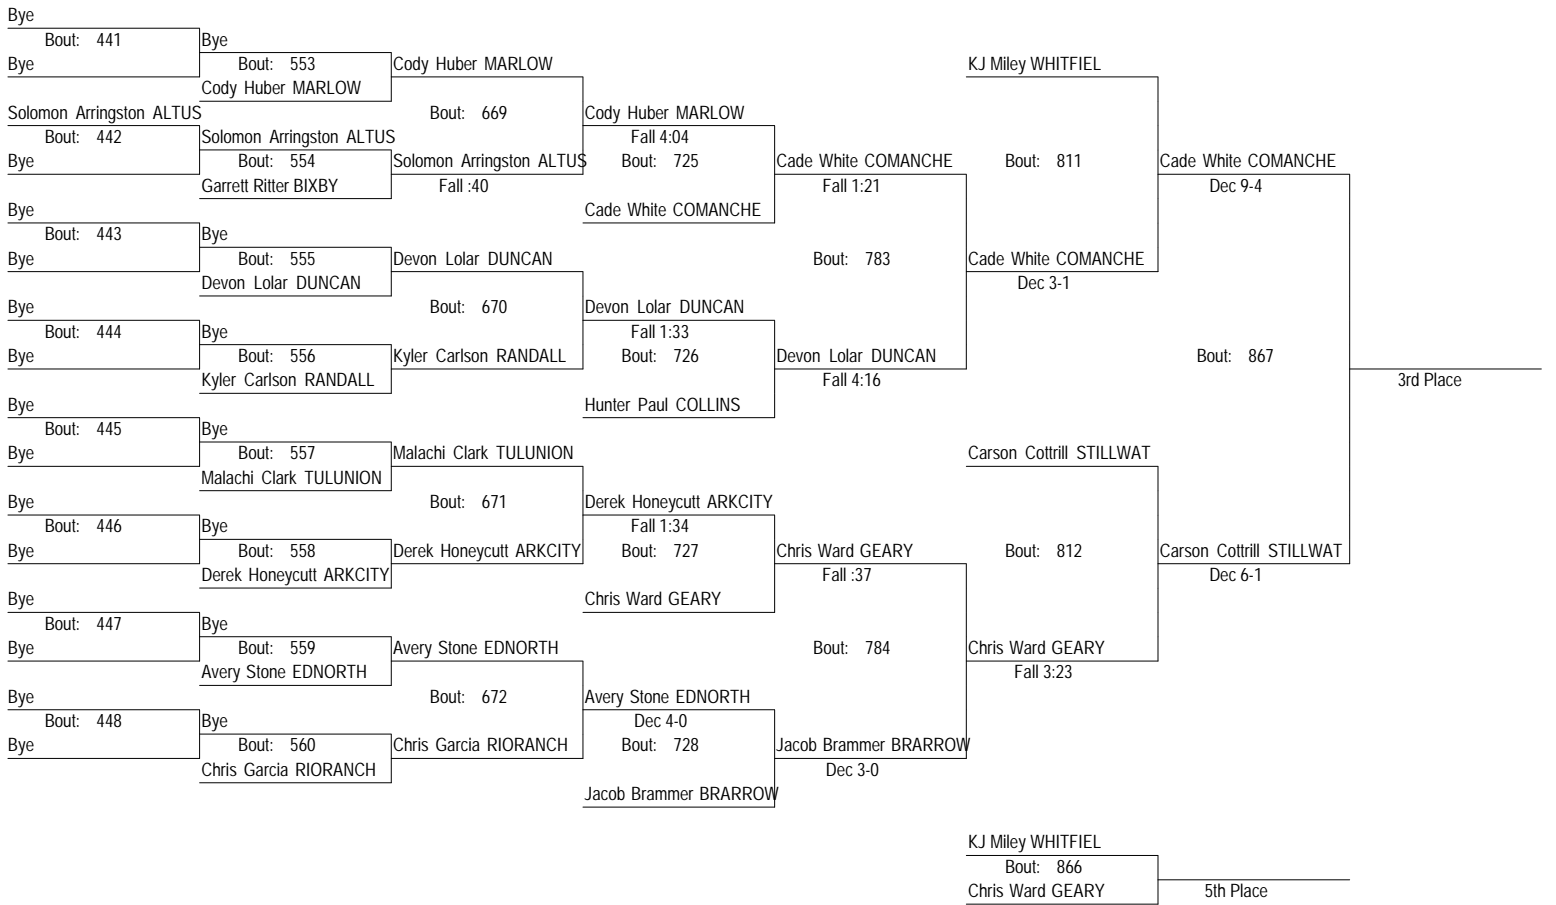 Bye
Bout: 441
Bye
Bye
Bout: 553
Cody Huber MARLOW
Cody Huber MARLOW
KJ Miley WHITFIEL
Bye
Solomon Arringston ALTUS
Bout: 669
Cody Huber MARLOW
Bout: 442
Solomon Arringston ALTUS
Fall 4:04
Bye
Bout: 554
Solomon Arringston ALTUS
Bout: 725
Cade White COMANCHE
Bout: 811
Cade White COMANCHE
Garrett Ritter BIXBY
Fall :40
Fall 1:21
Dec 9-4
Bye
Cade White COMANCHE
Bout: 443
Bye
Bye
Bout: 555
Devon Lolar DUNCAN
Bout: 783
Cade White COMANCHE
Devon Lolar DUNCAN
Dec 3-1
Bye
Bout: 670
Devon Lolar DUNCAN
Bout: 444
Bye
Fall 1:33
Bye
Bout: 556
Kyler Carlson RANDALL
Bout: 726
Devon Lolar DUNCAN
Bout: 867
Kyler Carlson RANDALL
Fall 4:16
3rd Place
Bye
Hunter Paul COLLINS
Bout: 445
Bye
Bye
Bout: 557
Malachi Clark TULUNION
Carson Cottrill STILLWAT
Malachi Clark TULUNION
Bye
Bout: 671
Derek Honeycutt ARKCITY
Bout: 446
Bye
Fall 1:34
Bye
Bout: 558
Derek Honeycutt ARKCITY
Bout: 727
Chris Ward GEARY
Bout: 812
Carson Cottrill STILLWAT
Derek Honeycutt ARKCITY
Fall :37
Dec 6-1
Bye
Chris Ward GEARY
Bout: 447
Bye
Bye
Bout: 559
Avery Stone EDNORTH
Bout: 784
Chris Ward GEARY
Avery Stone EDNORTH
Fall 3:23
Bye
Bout: 672
Avery Stone EDNORTH
Bout: 448
Bye
Dec 4-0
Bye
Bout: 560
Chris Garcia RIORANCH
Bout: 728
Jacob Brammer BRARROW
Chris Garcia RIORANCH
Dec 3-0
Jacob Brammer BRARROW
KJ Miley WHITFIEL
Bout: 866
Chris Ward GEARY
5th Place